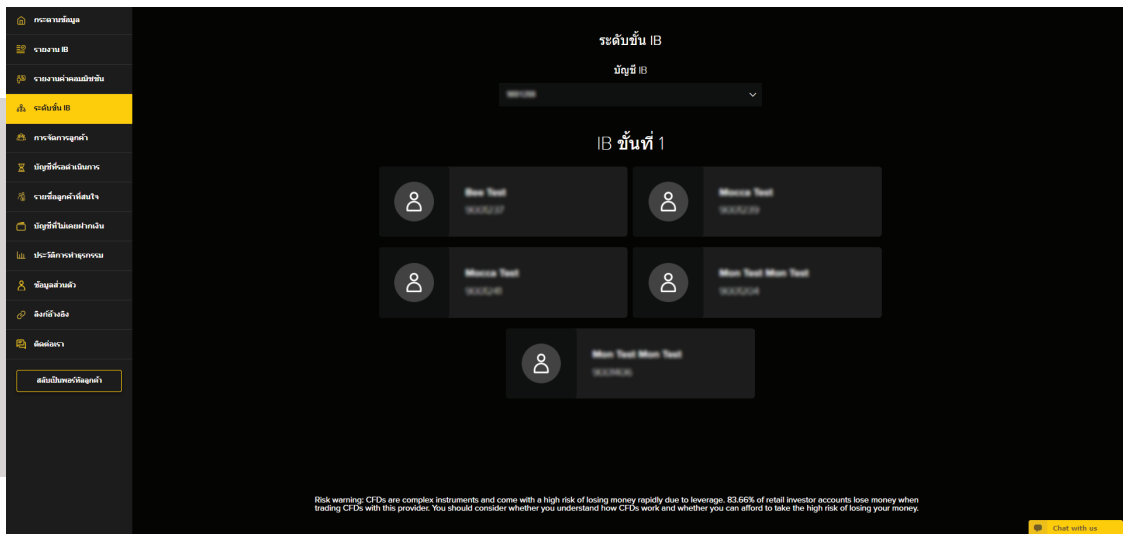 กระดานข้อมูล
รายงาน IB
รายงานค่าคอมมิชชัน
ระดับชั้น IB
การจัดการลูกค้า
บัญชีที่รอดำเนินการ
รายชื่อลูกค้าที่สนใจ
บัญชีที่ไม่เคยฝากเงิน
ประวัติการทำธุรกรรม
ข้อมูลส่วนตัว
ลิงก์อ้างอิง
ติดต่อเรา
สลับเป็นพอร์ทัลลูกค้า
ระดับชั้น IB
บัญชี IB
IB ขั้นที่ 1
Bee Test
Mocca Test
Mocca Test
Mon Test Mon Test
Mon Test Mon Test
Risk warning: CFDs are complex instruments and come with a high risk of losing money rapidly due to leverage. 83.66% of retail investor accounts lose money when
trading CFDs with this provider. You should consider whether you understand how CFDs work and whether you can afford to take the high risk of losing your money.
Chat with us